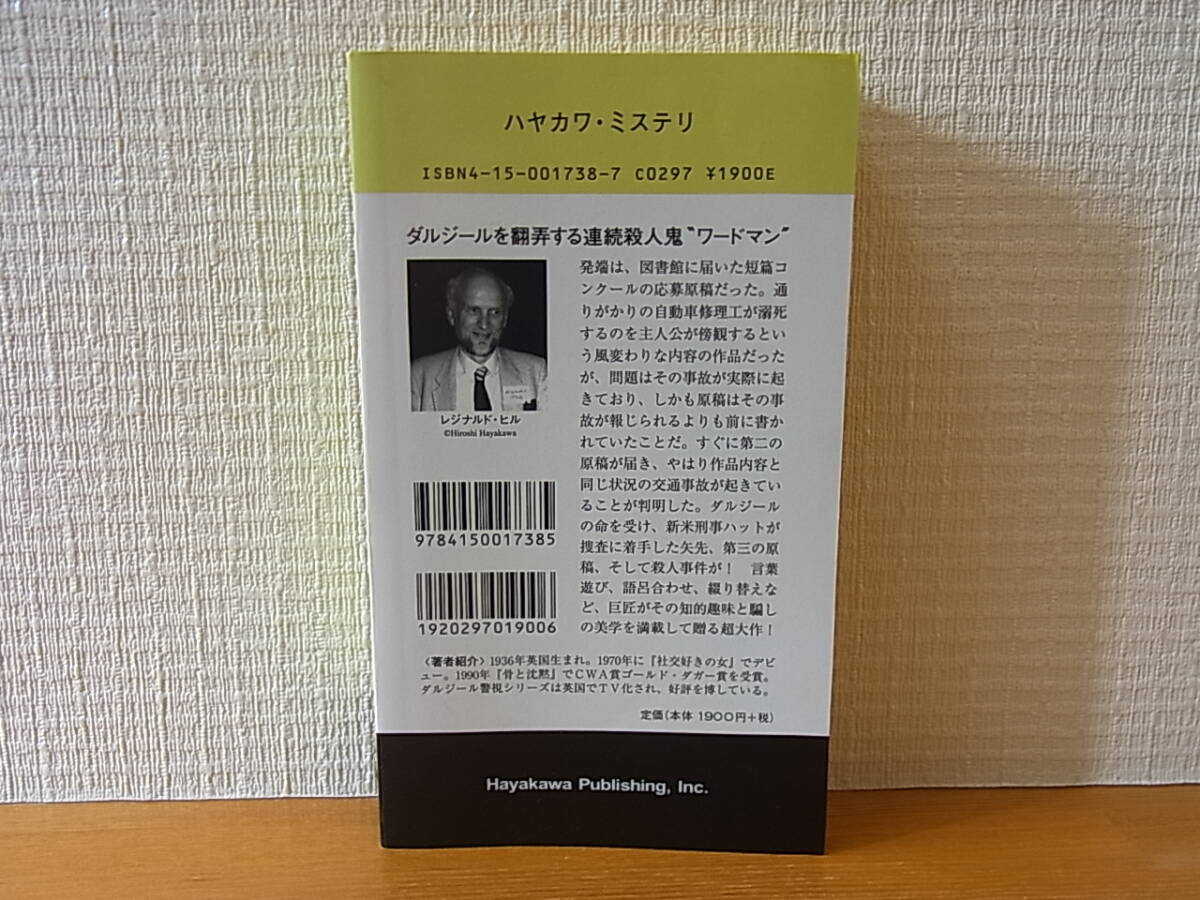 ハヤカワ・ミステリ
ISBN4-15-001738-7 C0297 ¥1900E
ダルジールを翻弄する連続殺人鬼〝ワードマン〟
レジナルド・ヒル
©Hiroshi Hayakawa
発端は、図書館に届いた短篇コ
ンクールの応募原稿だった。通
りがかりの自動車修理工が溺死
するのを主人公が傍観するとい
う風変わりな内容の作品だった
が、問題はその事故が実際に起
きており、しかも原稿はその事
故が報じられるよりも前に書か
れていたことだ。すぐに第二の
原稿が届き、やはり作品内容と
同じ状況の交通事故が起きてい
ることが判明した。ダルジール
の命を受け、新米刑事ハットが
捜査に着手した矢先、第三の原
稿、そして殺人事件が！　言葉
遊び、語呂合わせ、綴り替えな
ど、巨匠がその知的趣味と騙し
の美学を満載して贈る超大作！
9784150017385
1920297019006
〈著者紹介〉1936年英国生まれ。1970年に『社交好きの女』でデビ
ュー。1990年『骨と沈黙』でCWA賞ゴールド・ダガー賞を受賞。
ダルジール警視シリーズは英国でTV化され、好評を博している。
定価（本体 1900円+税）
Hayakawa Publishing, Inc.